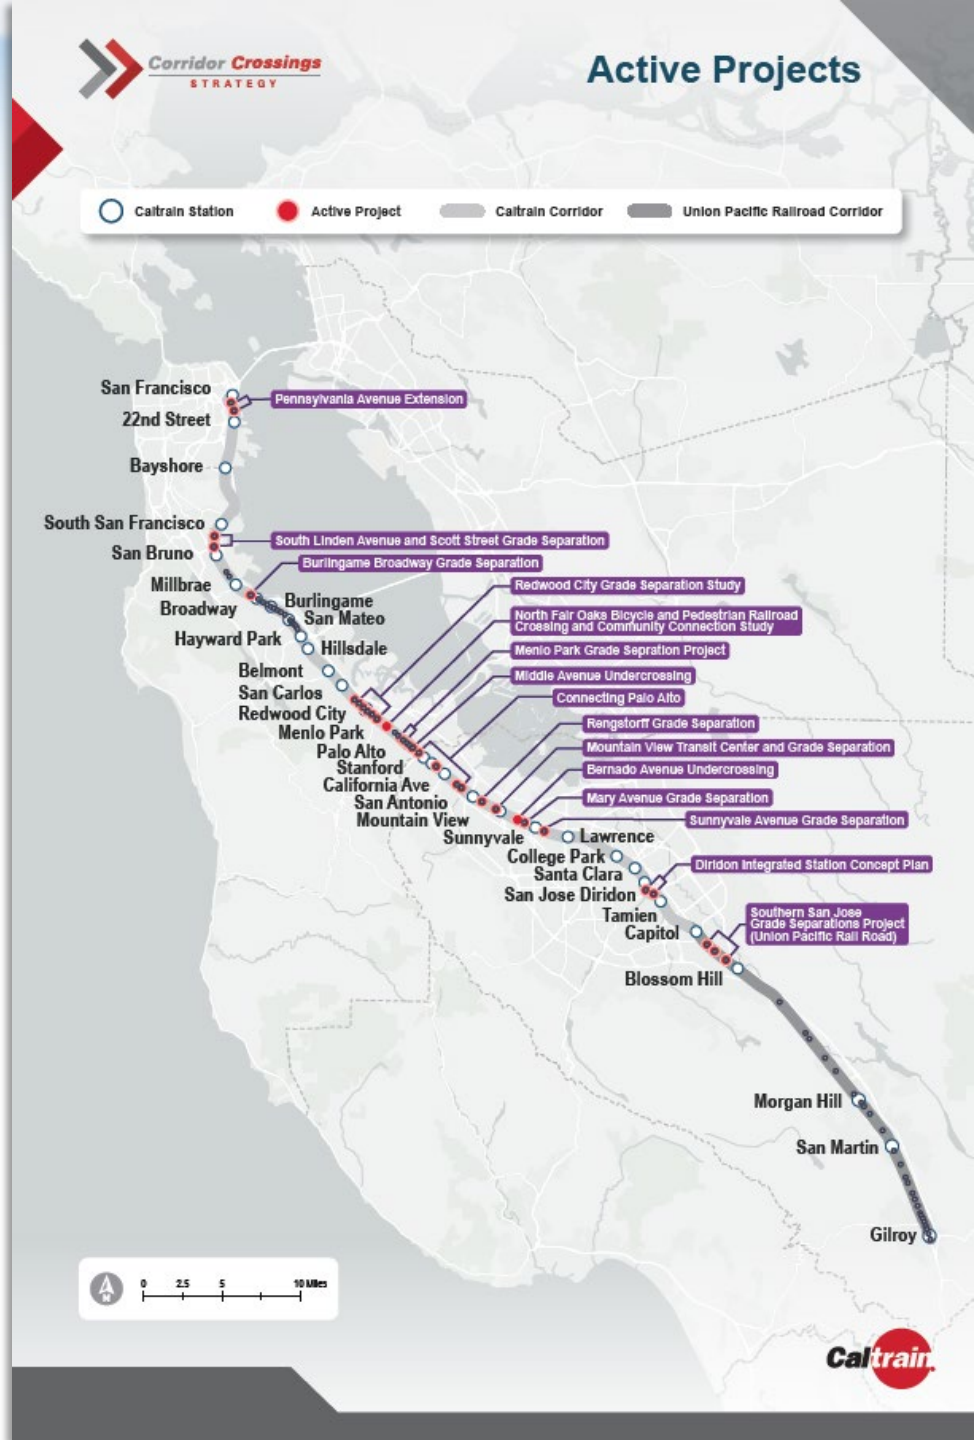 Corridor Crossings
STRATEGY
Active Projects
Caltrain Station
Active Project
Caltrain Corridor
Union Pacific Railroad Corridor
San Francisco
Pennsylvania Avenue Extension
22nd Street
Bayshore
South San Francisco
South Linden Avenue and Scott Street Grade Separation
San Bruno
Burlingame Broadway Grade Separation
Millbrae
Redwood City Grade Separation Study
Broadway
Burlingame
North Fair Oaks Bicycle and Pedestrian Railroad
Crossing and Community Connection Study
San Mateo
Hayward Park
Hillsdale
Menlo Park Grade Sepration Project
Belmont
Middle Avenue Undercrossing
San Carlos
Connecting Palo Alto
Redwood City
Rengstorff Grade Separation
Menlo Park
Mountain View Transit Center and Grade Separation
Palo Alto
Stanford
Bernado Avenue Undercrossing
California Ave
Mary Avenue Grade Separation
San Antonio
Mountain View
Sunnyvale Avenue Grade Separation
Sunnyvale
Lawrence
College Park
Diridon Integrated Station Concept Plan
Santa Clara
San Jose Diridon
Tamien
Southern San Jose
Grade Separations Project
(Union Pacific Rail Road)
Capitol
Blossom Hill
Morgan Hill
San Martin
Gilroy
N
0 2.5 5 10 Miles
Caltrain